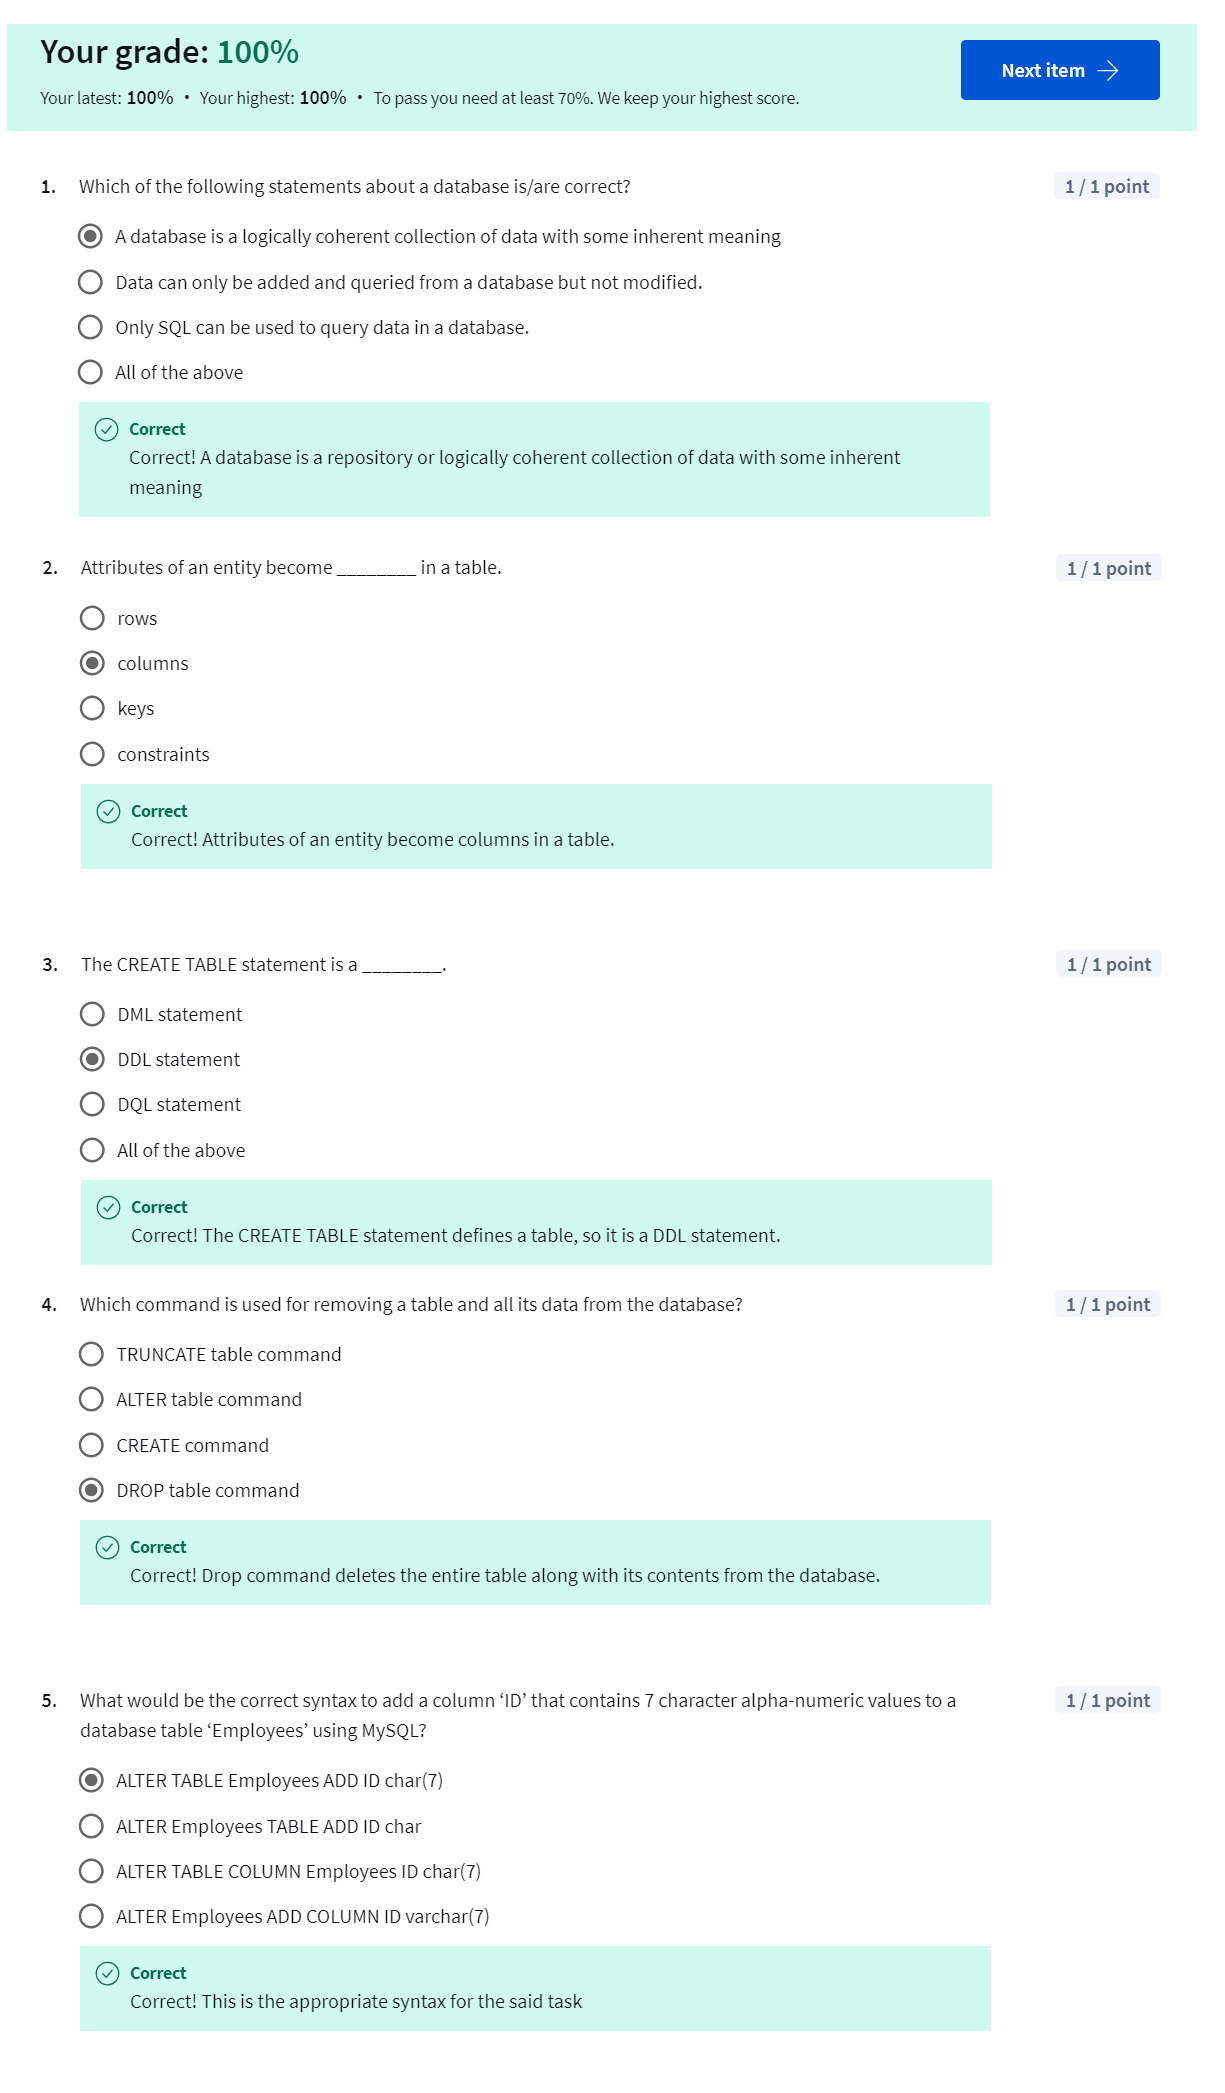 Your grade: 100%
Next item →
Your latest: 100% • Your highest: 100% • To pass you need at least 70%. We keep your highest score.
1. Which of the following statements about a database is/are correct?
1 / 1 point
A database is a logically coherent collection of data with some inherent meaning
Data can only be added and queried from a database but not modified.
Only SQL can be used to query data in a database.
All of the above
Correct
Correct! A database is a repository or logically coherent collection of data with some inherent
meaning
2. Attributes of an entity become ________ in a table.
1 / 1 point
rows
columns
keys
constraints
Correct
Correct! Attributes of an entity become columns in a table.
3. The CREATE TABLE statement is a ________.
1 / 1 point
DML statement
DDL statement
DQL statement
All of the above
Correct
Correct! The CREATE TABLE statement defines a table, so it is a DDL statement.
4. Which command is used for removing a table and all its data from the database?
1 / 1 point
TRUNCATE table command
ALTER table command
CREATE command
DROP table command
Correct
Correct! Drop command deletes the entire table along with its contents from the database.
5. What would be the correct syntax to add a column ‘ID’ that contains 7 character alpha-numeric values to a
1 / 1 point
database table ‘Employees’ using MySQL?
ALTER TABLE Employees ADD ID char(7)
ALTER Employees TABLE ADD ID char
ALTER TABLE COLUMN Employees ID char(7)
ALTER Employees ADD COLUMN ID varchar(7)
Correct
Correct! This is the appropriate syntax for the said task